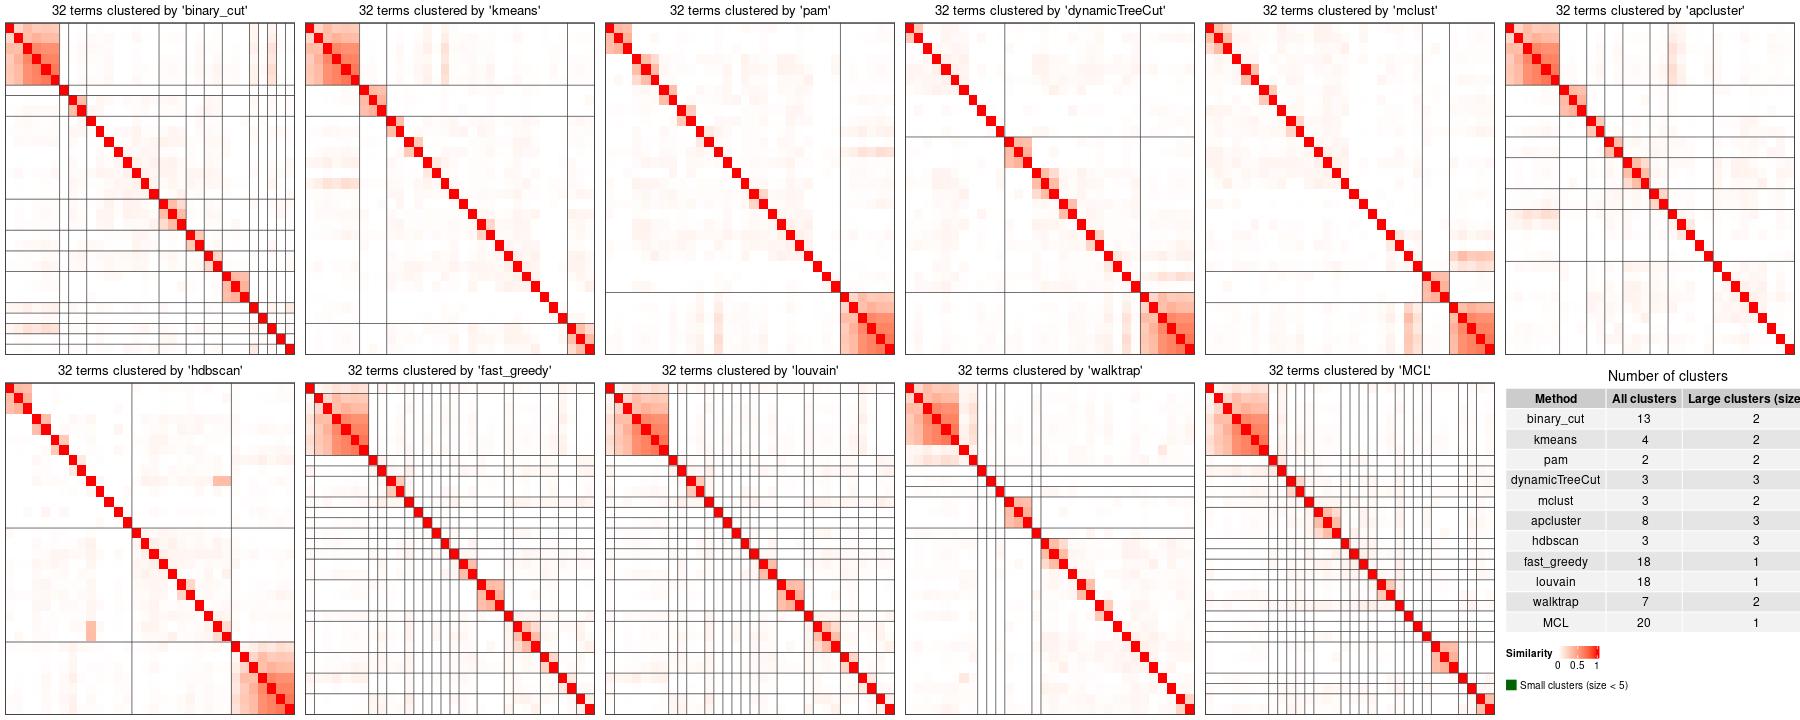 32 terms clustered by 'binary_cut'
32 terms clustered by 'kmeans'
32 terms clustered by 'pam'
32 terms clustered by 'dynamicTreeCut'
32 terms clustered by 'mclust'
32 terms clustered by 'apcluster'
32 terms clustered by 'hdbscan'
32 terms clustered by 'fast_greedy'
32 terms clustered by 'louvain'
32 terms clustered by 'walktrap'
32 terms clustered by 'MCL'
Number of clusters
Method All clusters Large clusters (size
binary_cut 13 2
kmeans 4 2
pam 2 2
dynamicTreeCut 3 3
mclust 3 2
apcluster 8 3
hdbscan 3 3
fast_greedy 18 1
louvain 18 1
walktrap 7 2
MCL 20 1
Similarity
0 0.5 1
Small clusters (size < 5)